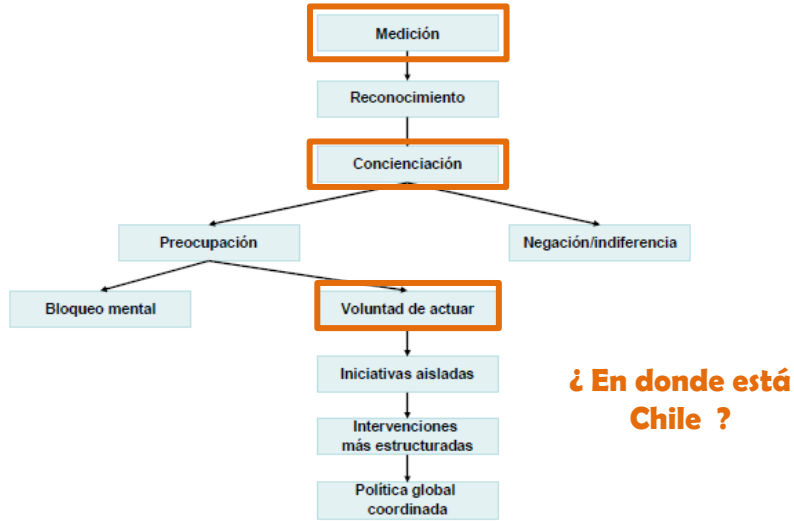 Medición
Reconocimiento
Concienciación
Preocupación
Negación/indiferencia
Bloqueo mental
Voluntad de actuar
Iniciativas aisladas
¿ En donde está
Chile ?
Intervenciones
más estructuradas
Política global
coordinada